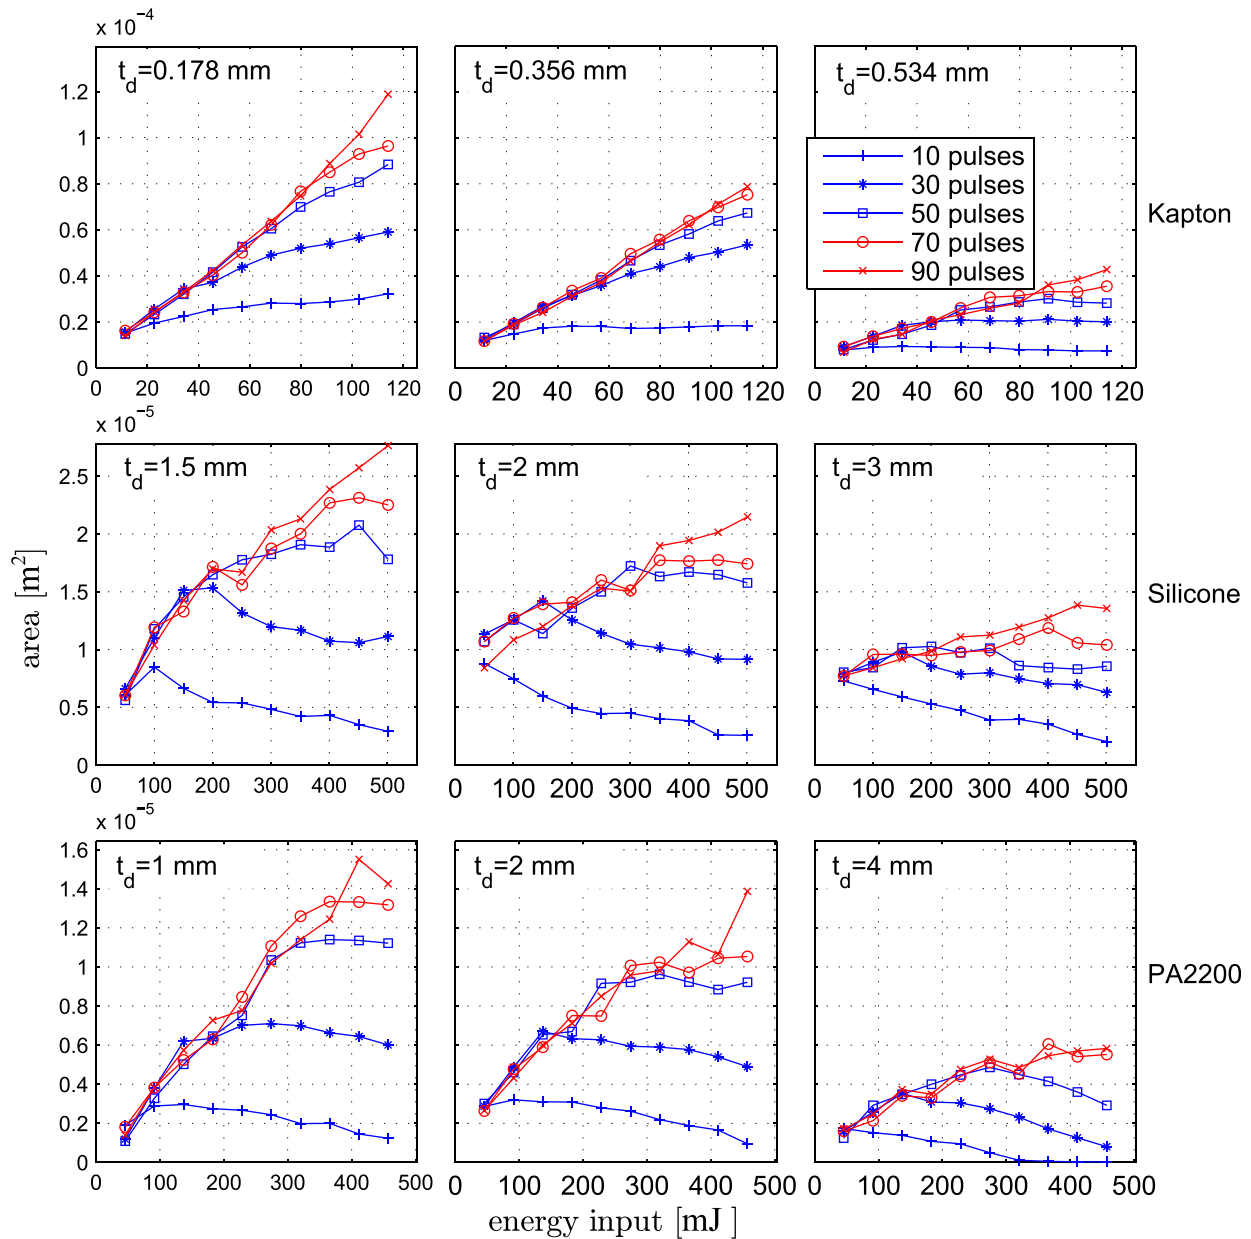 x 10⁻⁴
t_d=0.178 mm
t_d=0.356 mm
t_d=0.534 mm
1.2
1
0.8
0.6
0.4
0.2
0
10 pulses
30 pulses
50 pulses
70 pulses
90 pulses
Kapton
0 20 40 60 80 100 120
0 20 40 60 80 100 120
0 20 40 60 80 100 120
x 10⁻⁵
t_d=1.5 mm
t_d=2 mm
t_d=3 mm
2.5
2
1.5
1
0.5
0
area [m²]
Silicone
0 100 200 300 400 500
0 100 200 300 400 500
0 100 200 300 400 500
x 10⁻⁵
t_d=1 mm
t_d=2 mm
t_d=4 mm
1.6
1.4
1.2
1
0.8
0.6
0.4
0.2
0
PA2200
0 100 200 300 400 500
0 100 200 300 400 500
0 100 200 300 400 500
energy input [mJ ]